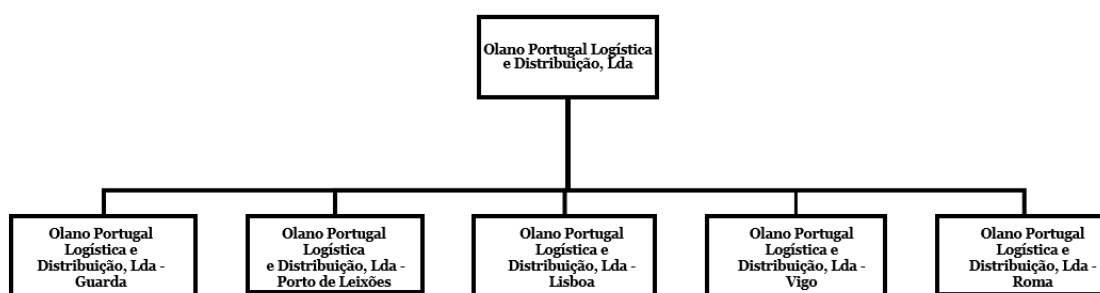 Olano Portugal Logística
e Distribuição, Lda
Olano Portugal
Logística e
Distribuição, Lda -
Guarda
Olano Portugal
Logística
e Distribuição, Lda -
Porto de Leixões
Olano Portugal
Logística e
Distribuição, Lda -
Lisboa
Olano Portugal
Logística e
Distribuição, Lda -
Vigo
Olano Portugal
Logística e
Distribuição, Lda -
Roma